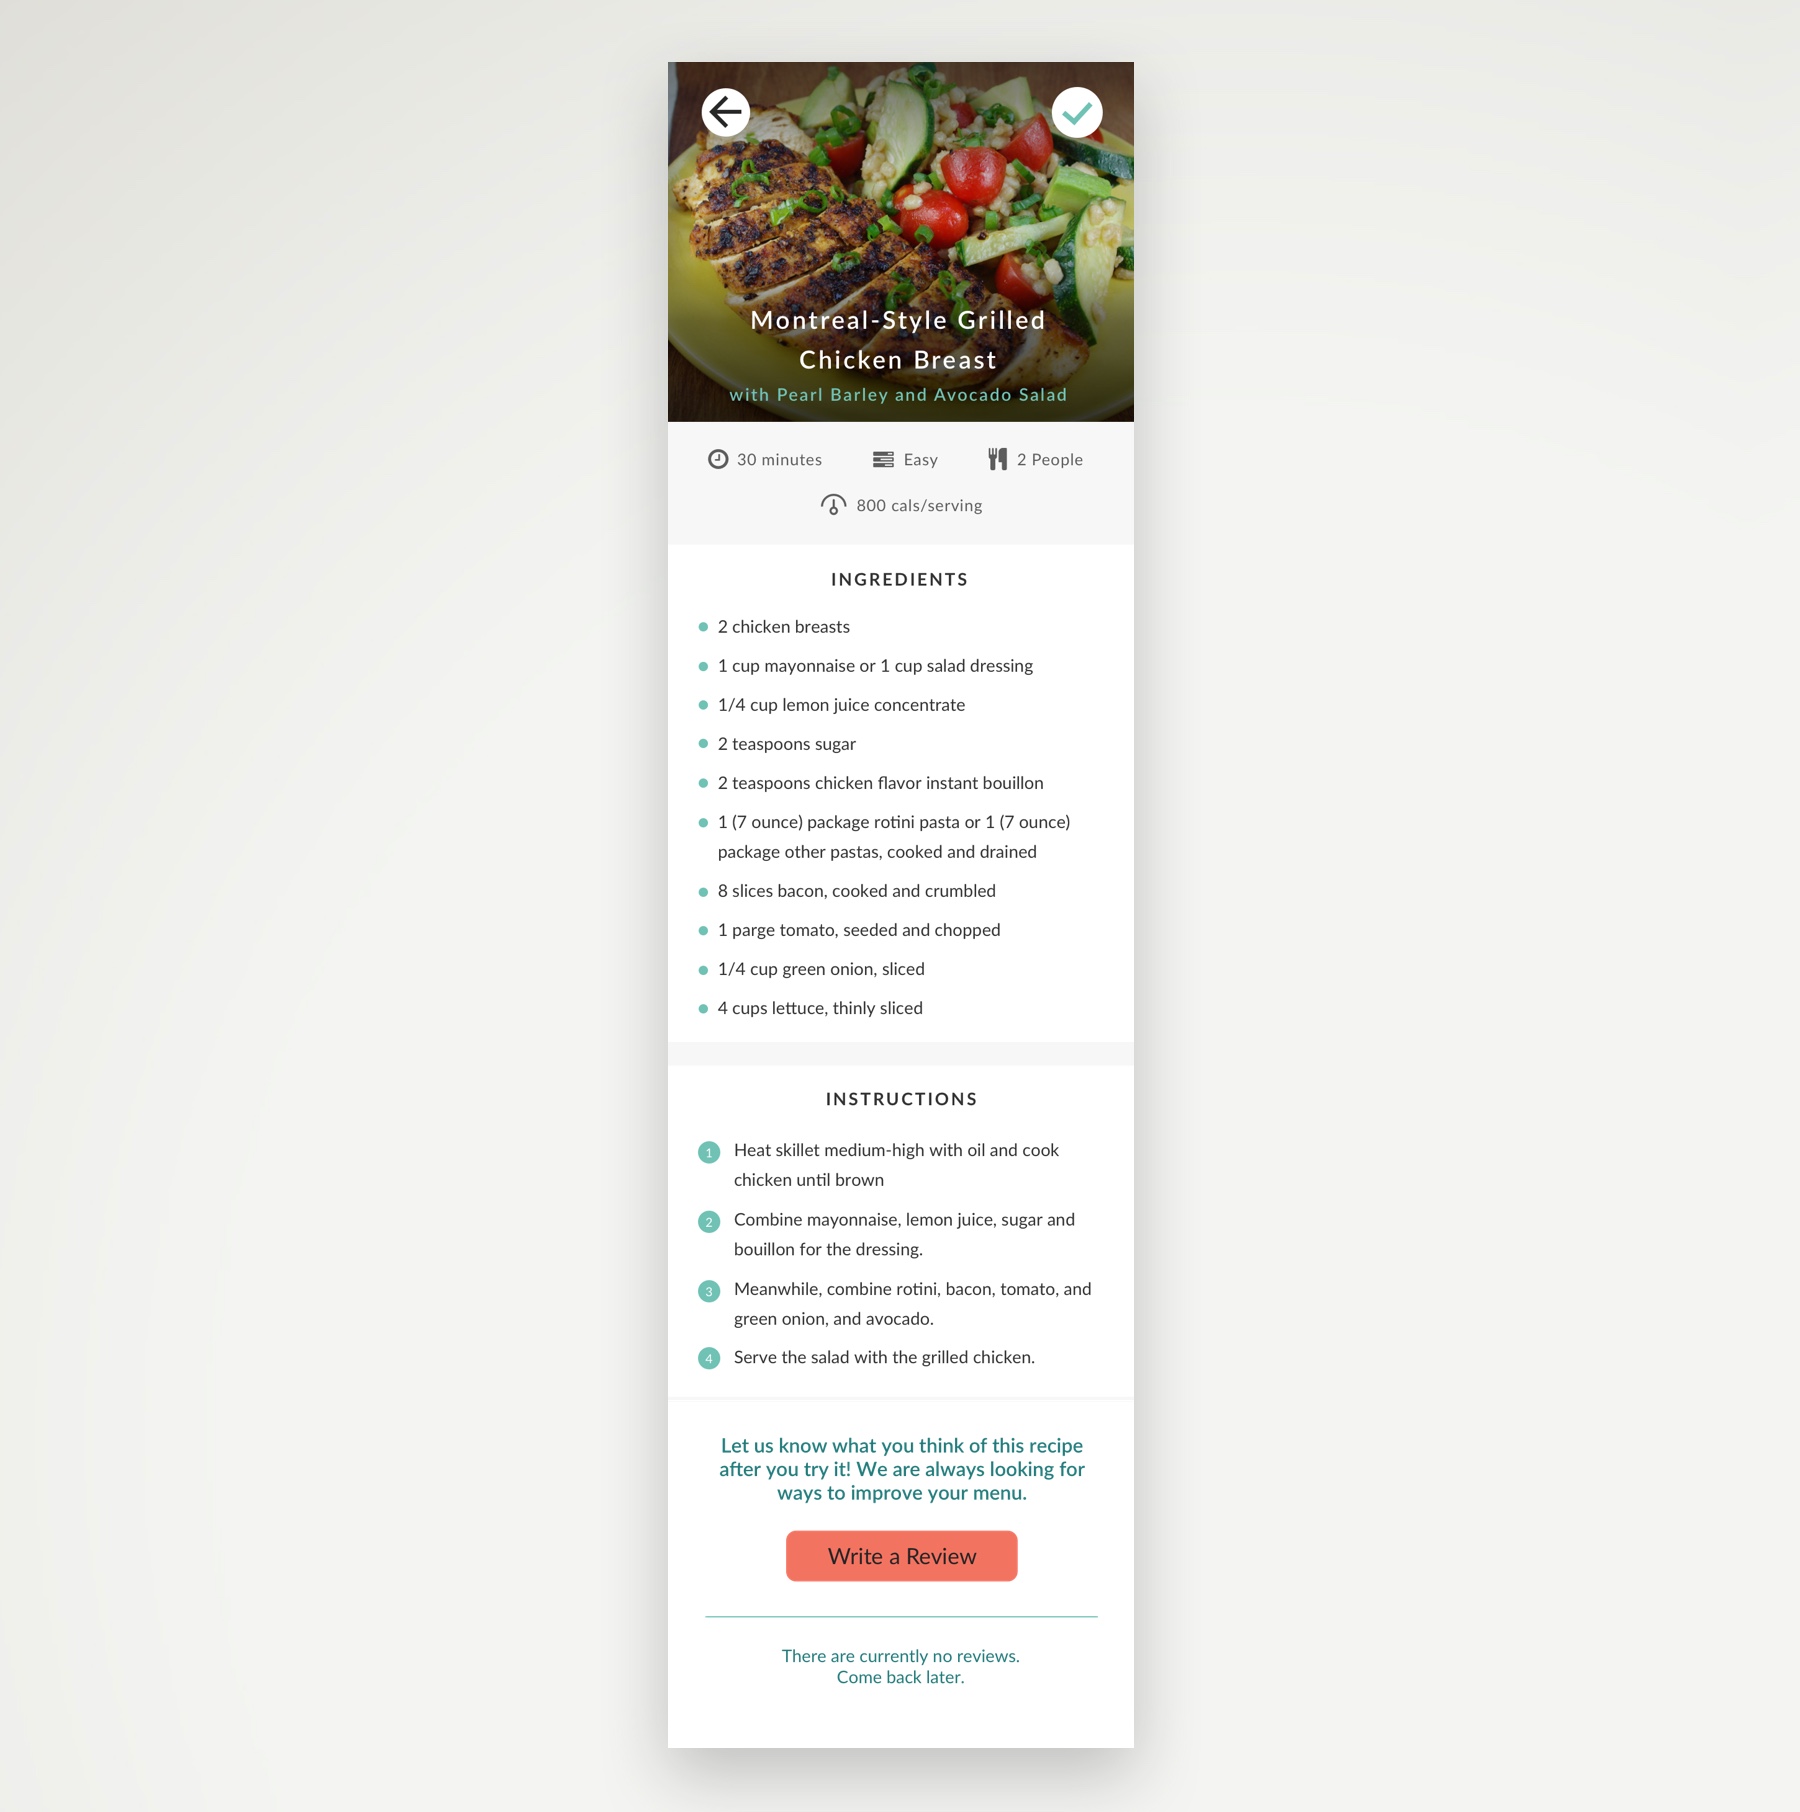 Montreal-Style Grilled
Chicken Breast
with Pearl Barley and Avocado Salad
30 minutes
Easy
2 People
800 cals/serving
INGREDIENTS
2 chicken breasts
1 cup mayonnaise or 1 cup salad dressing
1/4 cup lemon juice concentrate
2 teaspoons sugar
2 teaspoons chicken flavor instant bouillon
1 (7 ounce) package rotini pasta or 1 (7 ounce)
package other pastas, cooked and drained
8 slices bacon, cooked and crumbled
1 parge tomato, seeded and chopped
1/4 cup green onion, sliced
4 cups lettuce, thinly sliced
INSTRUCTIONS
1 Heat skillet medium-high with oil and cook
chicken until brown
2 Combine mayonnaise, lemon juice, sugar and
bouillon for the dressing.
3 Meanwhile, combine rotini, bacon, tomato, and
green onion, and avocado.
4 Serve the salad with the grilled chicken.
Let us know what you think of this recipe
after you try it! We are always looking for
ways to improve your menu.
Write a Review
There are currently no reviews.
Come back later.